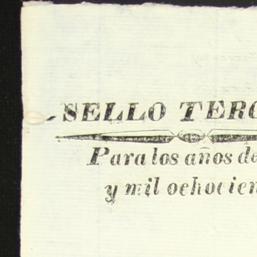 SELLO TERC
Para los años de
y mil ochocien